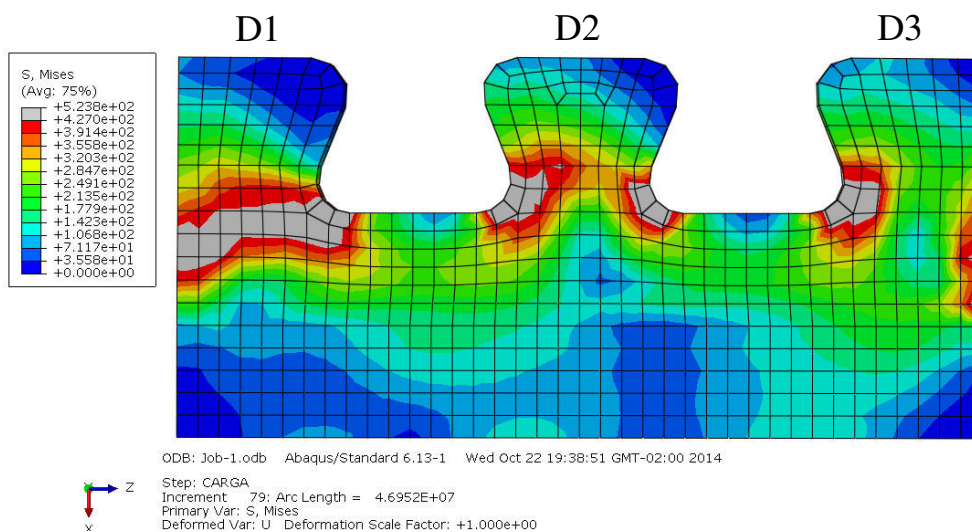 D1 D2 D3
S, Mises
(Avg: 75%)
+5.238e+02
+4.270e+02
+3.914e+02
+3.558e+02
+3.203e+02
+2.847e+02
+2.491e+02
+2.135e+02
+1.779e+02
+1.423e+02
+1.068e+02
+7.117e+01
+3.558e+01
+0.000e+00
ODB: Job-1.odb Abaqus/Standard 6.13-1 Wed Oct 22 19:38:51 GMT-02:00 2014
Z
X
Step: CARGA
Increment 79: Arc Length = 4.6952E+07
Primary Var: S, Mises
Deformed Var: U Deformation Scale Factor: +1.000e+00